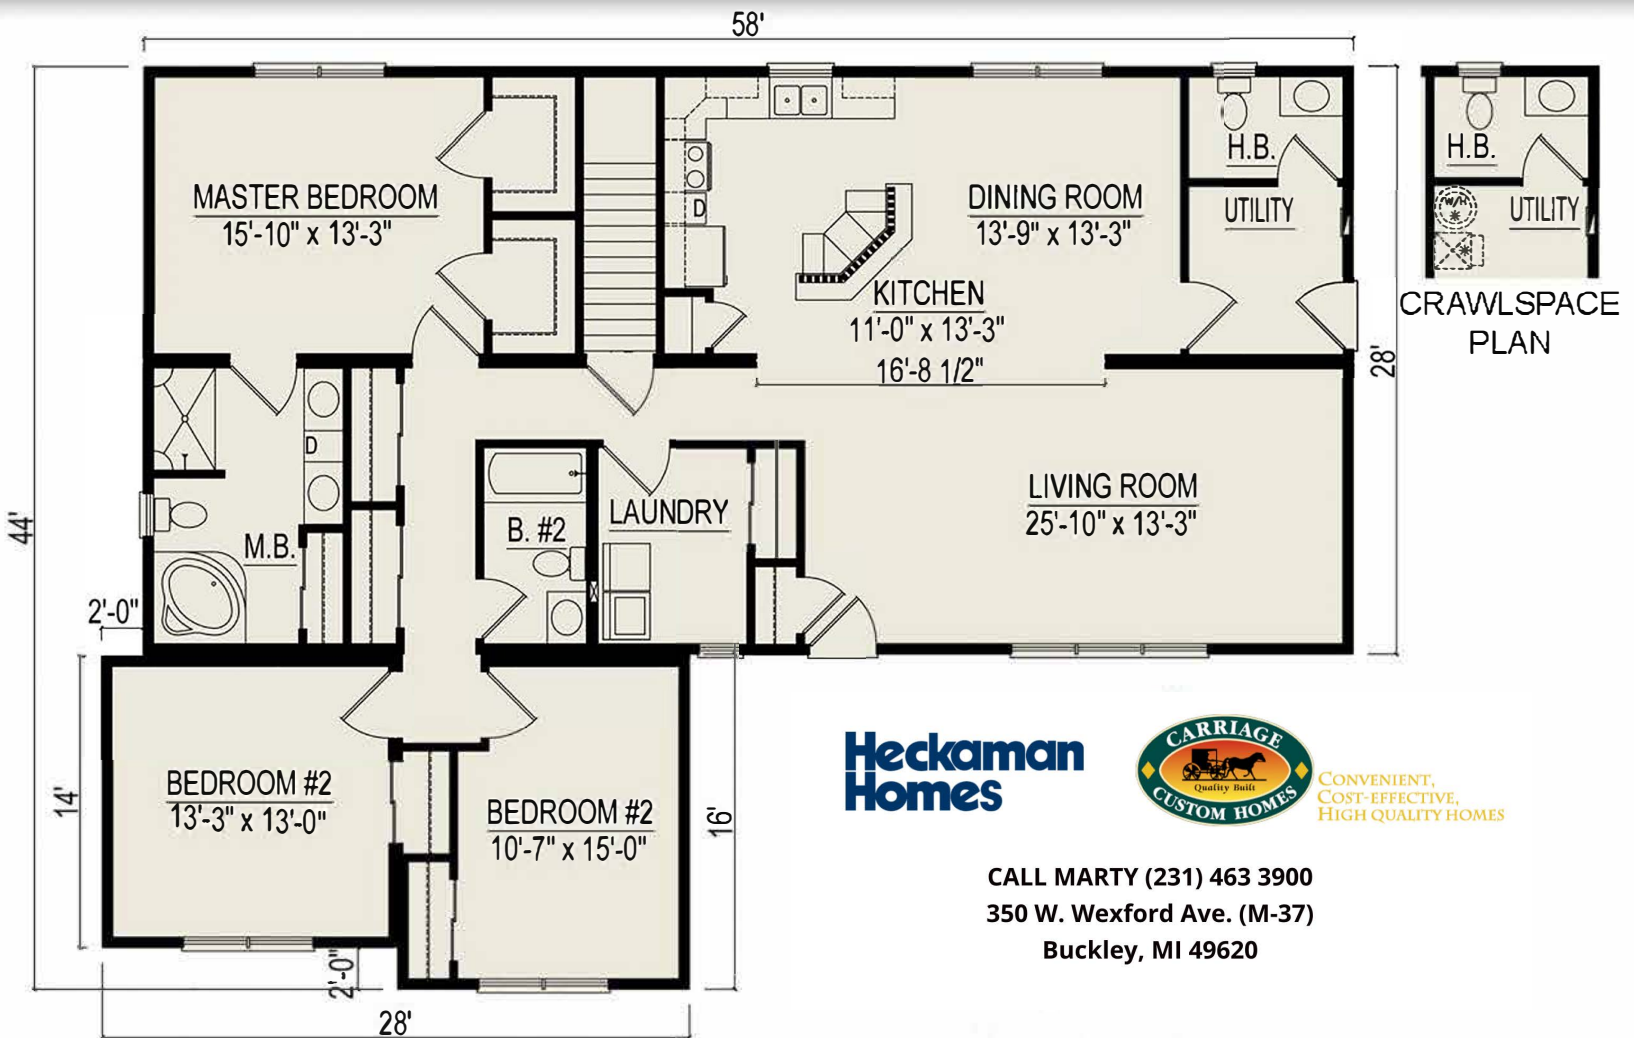 58'
MASTER BEDROOM
15'-10" x 13'-3"
D
DINING ROOM
13'-9" x 13'-3"
KITCHEN
11'-0" x 13'-3"
16'-8 1/2"
H.B.
UTILITY
28'
H.B.
W/H
UTILITY
CRAWLSPACE
PLAN
44'
D
M.B.
B. #2
LAUNDRY
LIVING ROOM
25'-10" x 13'-3"
2'-0"
14'
BEDROOM #2
13'-3" x 13'-0"
BEDROOM #2
10'-7" x 15'-0"
16'
2'-0"
28'
Heckaman
Homes
CARRIAGE
Quality Built
CUSTOM HOMES
CONVENIENT,
COST-EFFECTIVE,
HIGH QUALITY HOMES
CALL MARTY (231) 463 3900
350 W. Wexford Ave. (M-37)
Buckley, MI 49620